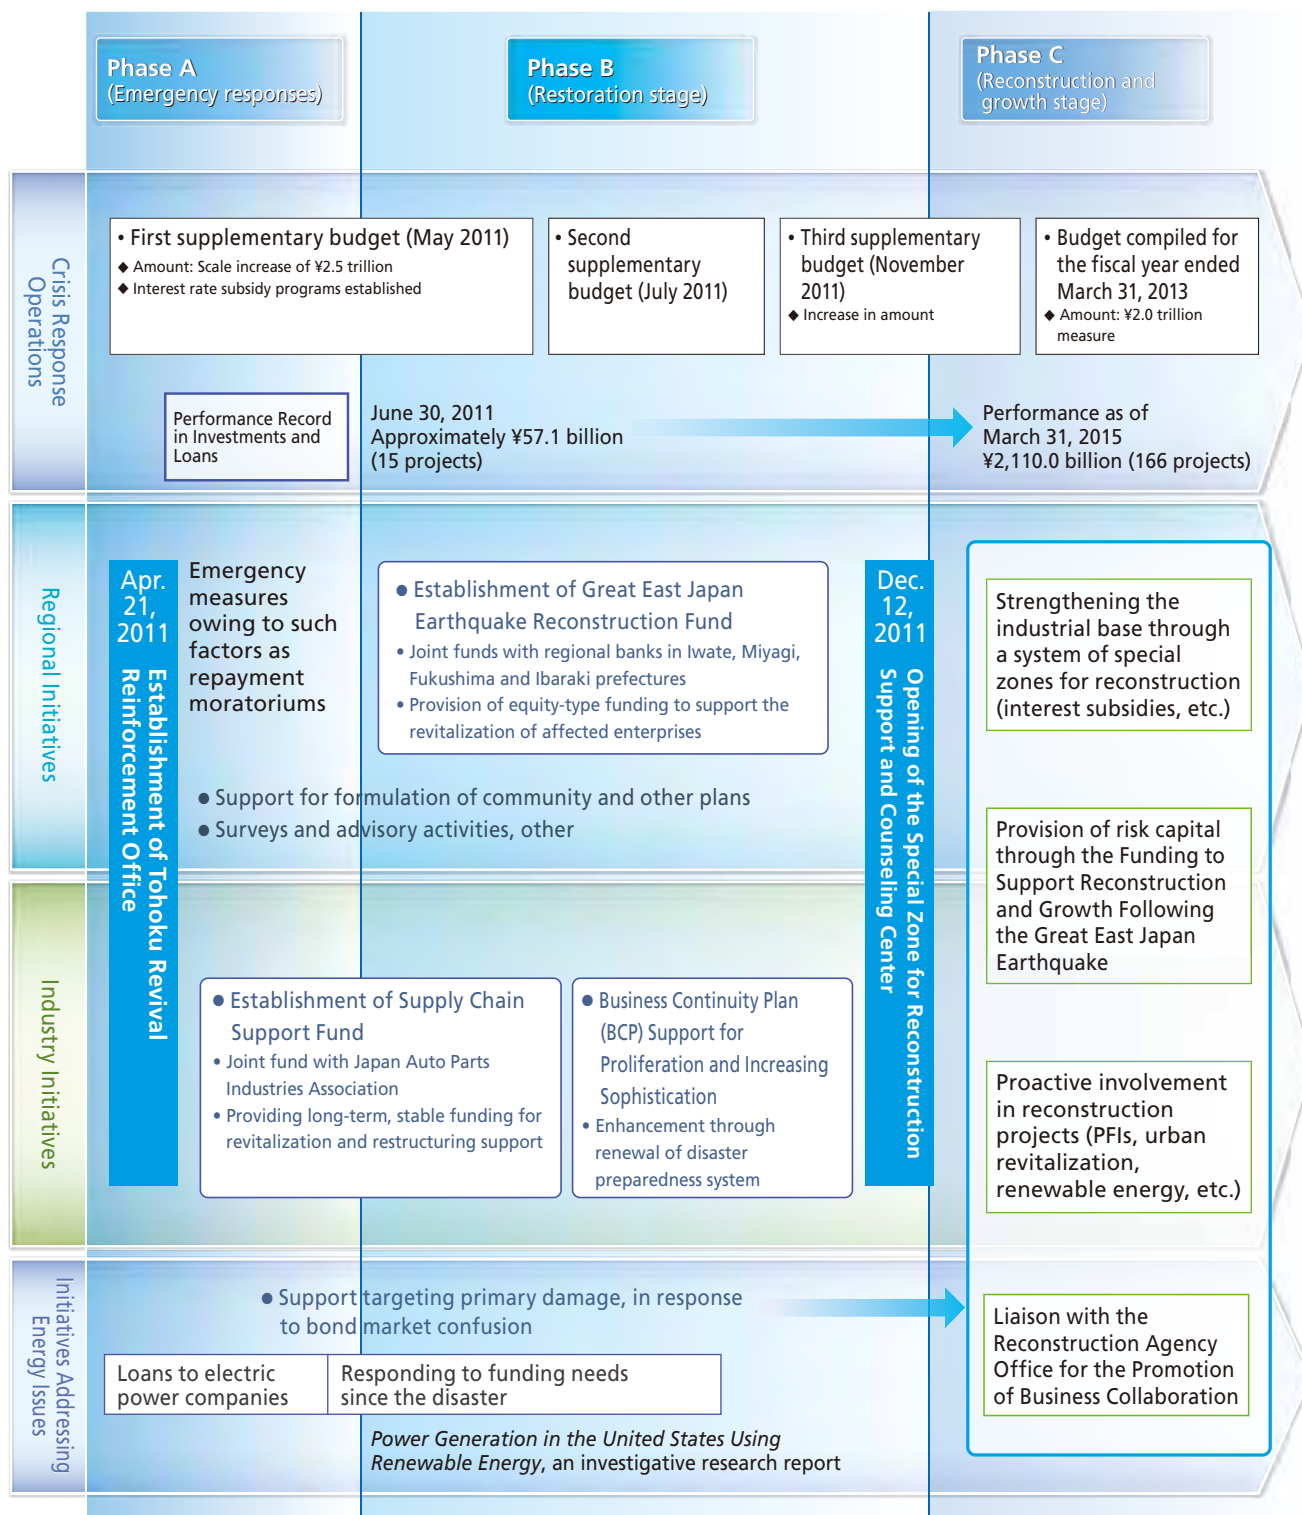 Phase A
(Emergency responses)
Phase B
(Restoration stage)
Phase C
(Reconstruction and
growth stage)
Crisis Response
Operations
• First supplementary budget (May 2011)
◆ Amount: Scale increase of ¥2.5 trillion
◆ Interest rate subsidy programs established
• Second
supplementary
budget (July 2011)
• Third supplementary
budget (November
2011)
◆ Increase in amount
• Budget compiled for
the fiscal year ended
March 31, 2013
◆ Amount: ¥2.0 trillion
measure
Performance Record
in Investments and
Loans
June 30, 2011
Approximately ¥57.1 billion
(15 projects)
Performance as of
March 31, 2015
¥2,110.0 billion (166 projects)
Regional Initiatives
Apr.
21,
2011
Establishment of Tohoku Revival
Reinforcement Office
Emergency
measures
owing to such
factors as
repayment
moratoriums
● Establishment of Great East Japan
Earthquake Reconstruction Fund
• Joint funds with regional banks in Iwate, Miyagi,
Fukushima and Ibaraki prefectures
• Provision of equity-type funding to support the
revitalization of affected enterprises
● Support for formulation of community and other plans
● Surveys and advisory activities, other
Dec.
12,
2011
Opening of the Special Zone for Reconstruction
Support and Counseling Center
Strengthening the
industrial base through
a system of special
zones for reconstruction
(interest subsidies, etc.)
Provision of risk capital
through the Funding to
Support Reconstruction
and Growth Following
the Great East Japan
Earthquake
Industry Initiatives
● Establishment of Supply Chain
Support Fund
• Joint fund with Japan Auto Parts
Industries Association
• Providing long-term, stable funding for
revitalization and restructuring support
● Business Continuity Plan
(BCP) Support for
Proliferation and Increasing
Sophistication
• Enhancement through
renewal of disaster
preparedness system
Proactive involvement
in reconstruction
projects (PFIs, urban
revitalization,
renewable energy, etc.)
Initiatives Addressing
Energy Issues
● Support targeting primary damage, in response
to bond market confusion
Loans to electric
power companies
Responding to funding needs
since the disaster
Power Generation in the United States Using
Renewable Energy, an investigative research report
Liaison with the
Reconstruction Agency
Office for the Promotion
of Business Collaboration